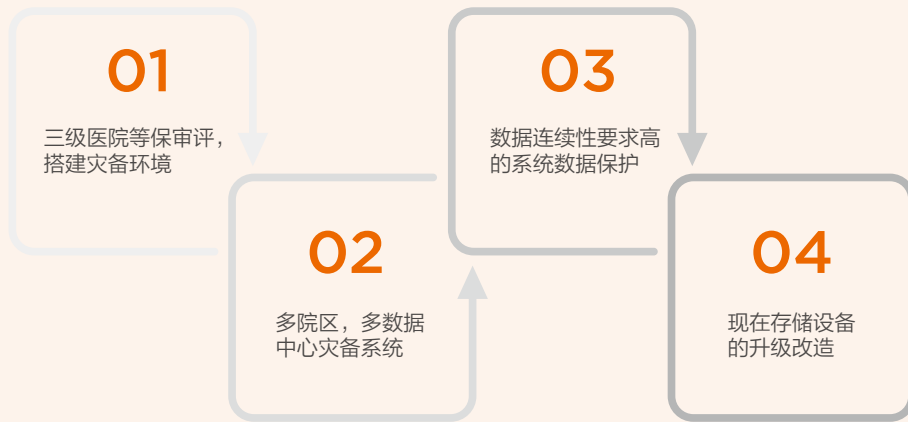 01
三级医院等保审评，
搭建灾备环境
02
多院区，多数据
中心灾备系统
03
数据连续性要求高
的系统数据保护
04
现在存储设备
的升级改造